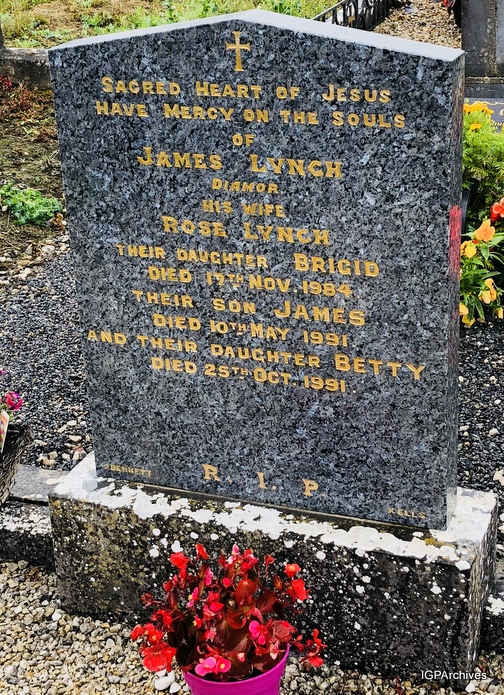 SACRED HEART OF JESUS
HAVE MERCY ON THE SOULS
OF
JAMES LYNCH
DIAMOR
HIS WIFE
ROSE LYNCH
THEIR DAUGHTER BRIGID
DIED 17TH NOV. 1984
THEIR SON JAMES
DIED 10TH MAY 1991
AND THEIR DAUGHTER BETTY
DIED 25TH OCT. 1991
R. I. P.
BENNETT
KELLS
IGPArchives